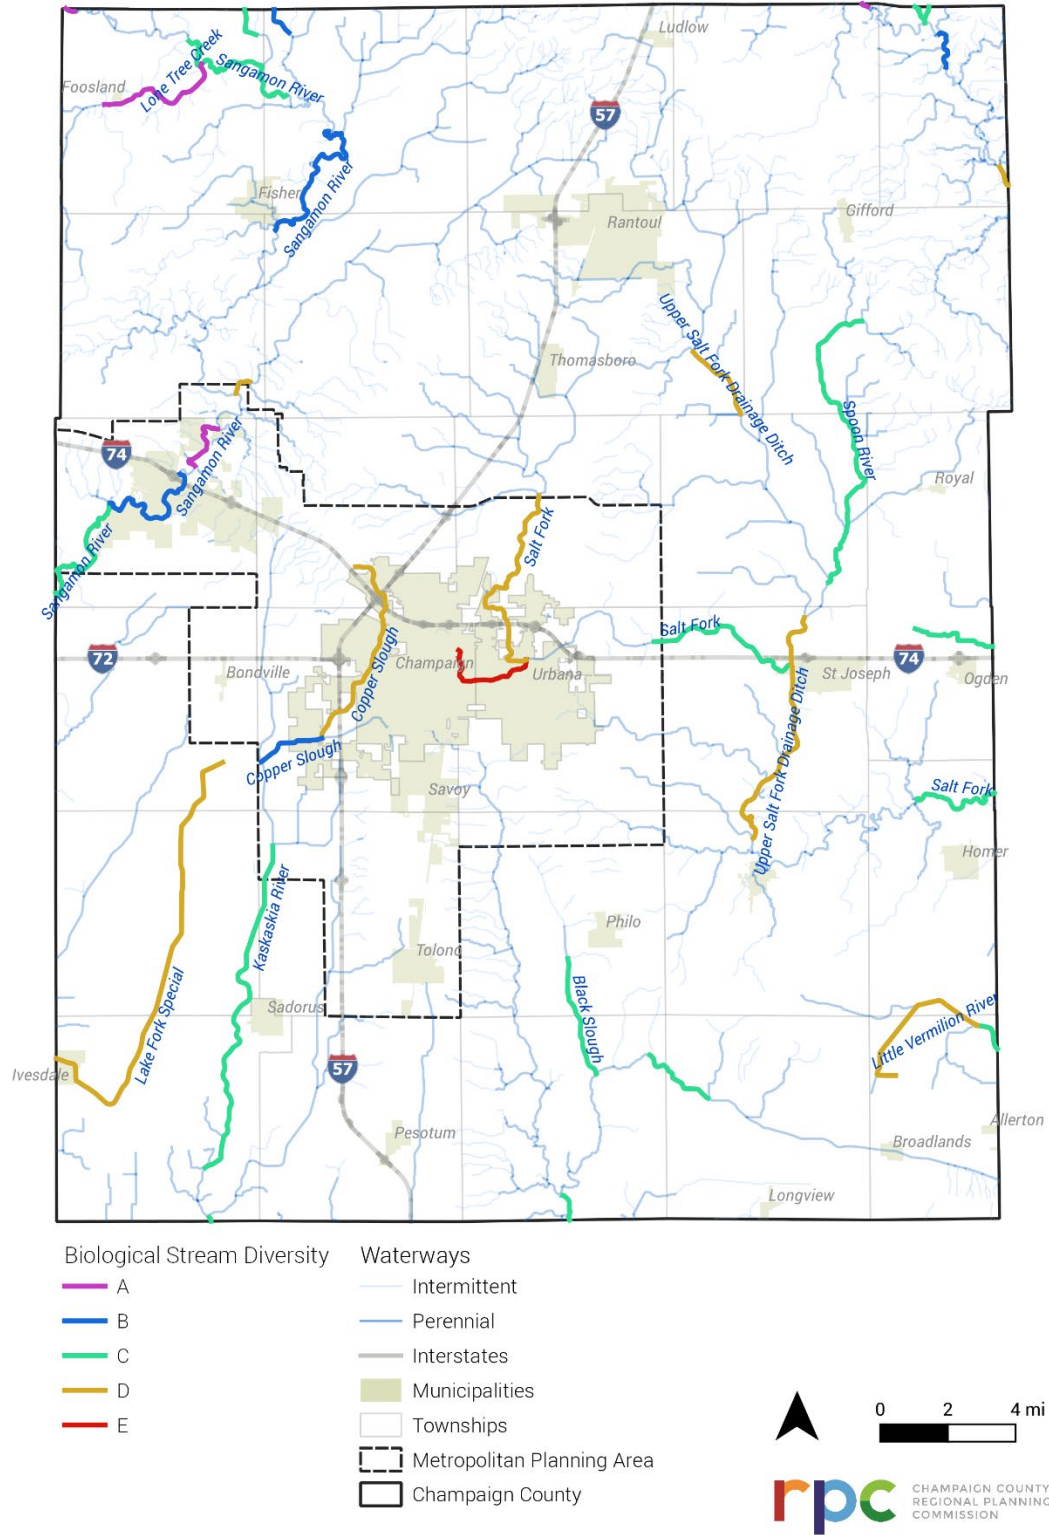 Ludlow
Foosland
Lone Tree Creek
Sangamon River
57
Fisher
Sangamon River
Rantoul
Gifford
Upper Salt Fork Drainage Ditch
Thomasboro
Spoon River
74
Sangamon River
Royal
Sangamon River
Salt Fork
Salt Fork
72
Bondville
Copper Slough
Champaign
Urbana
St Joseph
74
Ogden
Copper Slough
Upper Salt Fork Drainage Ditch
Savoy
Salt Fork
Homer
Kaskaskia River
Philo
Tolono
Lake Fork Special
Sadorus
Black Slough
Little Vermilion River
Ivesdale
57
Pesotum
Allerton
Broadlands
Longview
Biological Stream Diversity
A
B
C
D
E
Waterways
Intermittent
Perennial
Interstates
Municipalities
Townships
Metropolitan Planning Area
Champaign County
0 2 4 mi
rpc
CHAMPAIGN COUNTY
REGIONAL PLANNING
COMMISSION